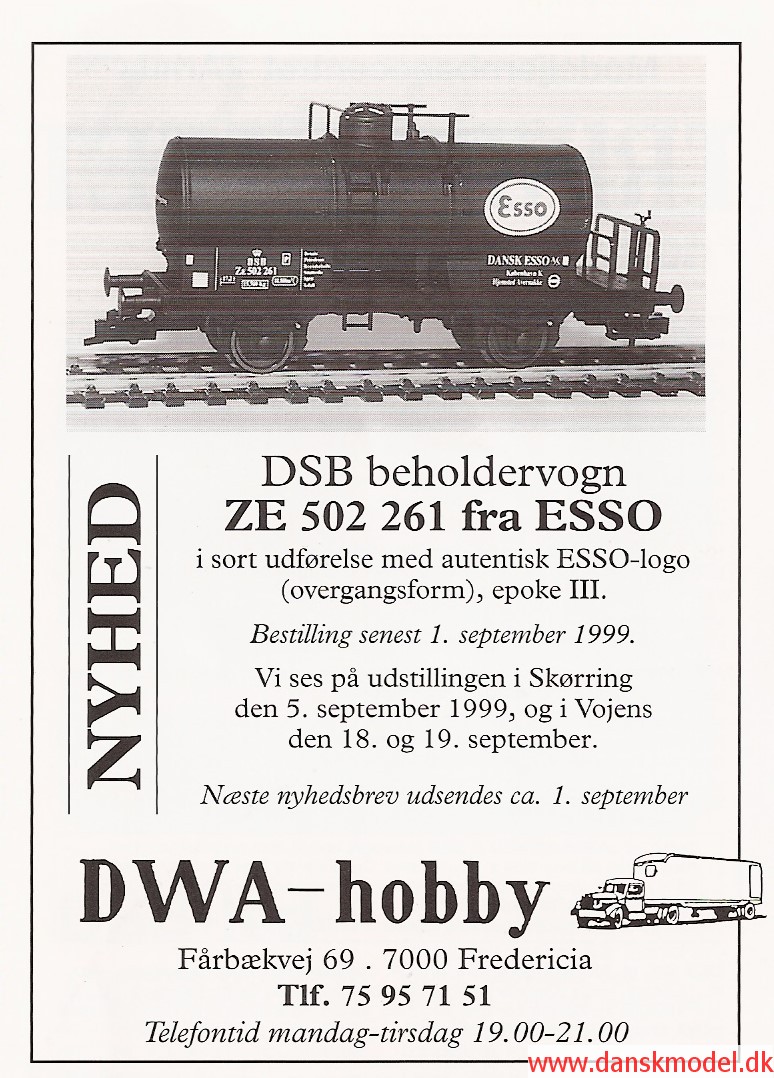 Esso
DSB
Ze 502 261
DANSK ESSO A/S
København K
NYHED
DSB beholdervogn
ZE 502 261 fra ESSO
i sort udførelse med autentisk ESSO-logo
(overgangsform), epoke III.
Bestilling senest 1. september 1999.
Vi ses på udstillingen i Skørring
den 5. september 1999, og i Vojens
den 18. og 19. september.
Næste nyhedsbrev udsendes ca. 1. september
DWA-hobby
Fårbækvej 69 . 7000 Fredericia
Tlf. 75 95 71 51
Telefontid mandag-tirsdag 19.00-21.00
www.danskmodel.dk